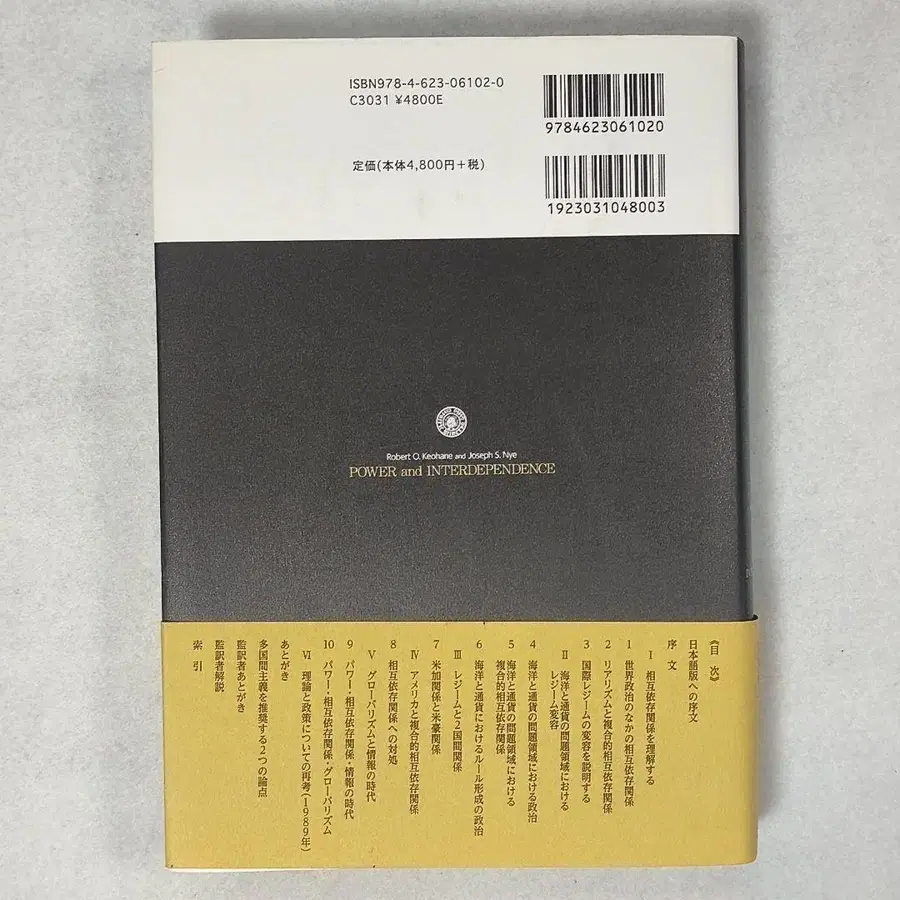 ISBN978-4-623-06102-0
C3031 ¥4800E
9784623061020
定価(本体4,800円+税)
1923031048003
Robert O. Keohane and Joseph S. Nye
POWER and INTERDEPENDENCE
《目 次》
日本語版への序文
序 文
Ⅰ 相互依存関係を理解する
1 世界政治のなかの相互依存関係
2 リアリズムと複合的相互依存関係
3 国際レジームの変容を説明する
Ⅱ 海洋と通貨の問題領域における
レジーム変容
4 海洋と通貨の問題領域における政治
5 海洋と通貨の問題領域における
複合的相互依存関係
6 海洋と通貨におけるルール形成の政治
Ⅲ レジームと2国間関係
7 米加関係と米豪関係
Ⅳ アメリカと複合的相互依存関係
8 相互依存関係への対処
Ⅴ グローバリズムと情報の時代
9 パワー・相互依存関係・情報の時代
10 パワー・相互依存関係・グローバリズム
Ⅵ 理論と政策についての再考(1989年)
あとがき
多国間主義を推奨する2つの論点
監訳者あとがき
監訳者解説
索 引